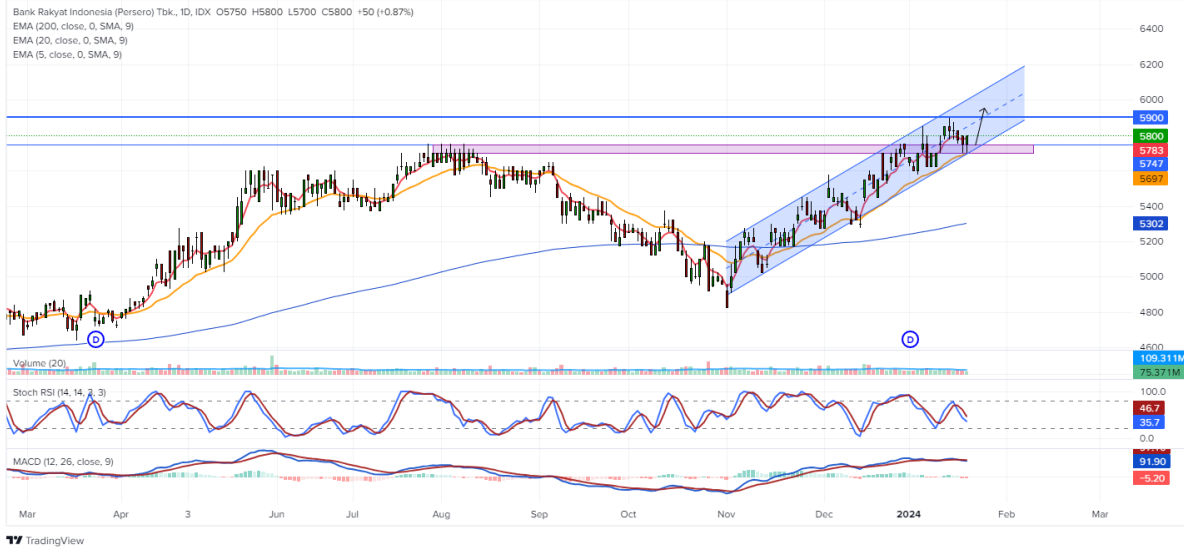 Bank Rakyat Indonesia (Persero) Tbk., 1D, IDX O5750 H5800 L5700 C5800 +50 (+0.87%)
EMA (200, close, 0, SMA, 9)
EMA (20, close, 0, SMA, 9)
EMA (5, close, 0, SMA, 9)
6400
6200
6000
5900
5800
5783
5747
5697
5400
5302
5200
5000
4800
4600
D
D
Volume (20)
109.311M
75.371M
Stoch RSI (14, 14, 3, 3)
100.0
46.7
35.7
0.0
MACD (12, 26, close, 9)
91.90
−5.20
Mar Apr 3 Jun Jul Aug Sep Oct Nov Dec 2024 Feb Mar
TradingView